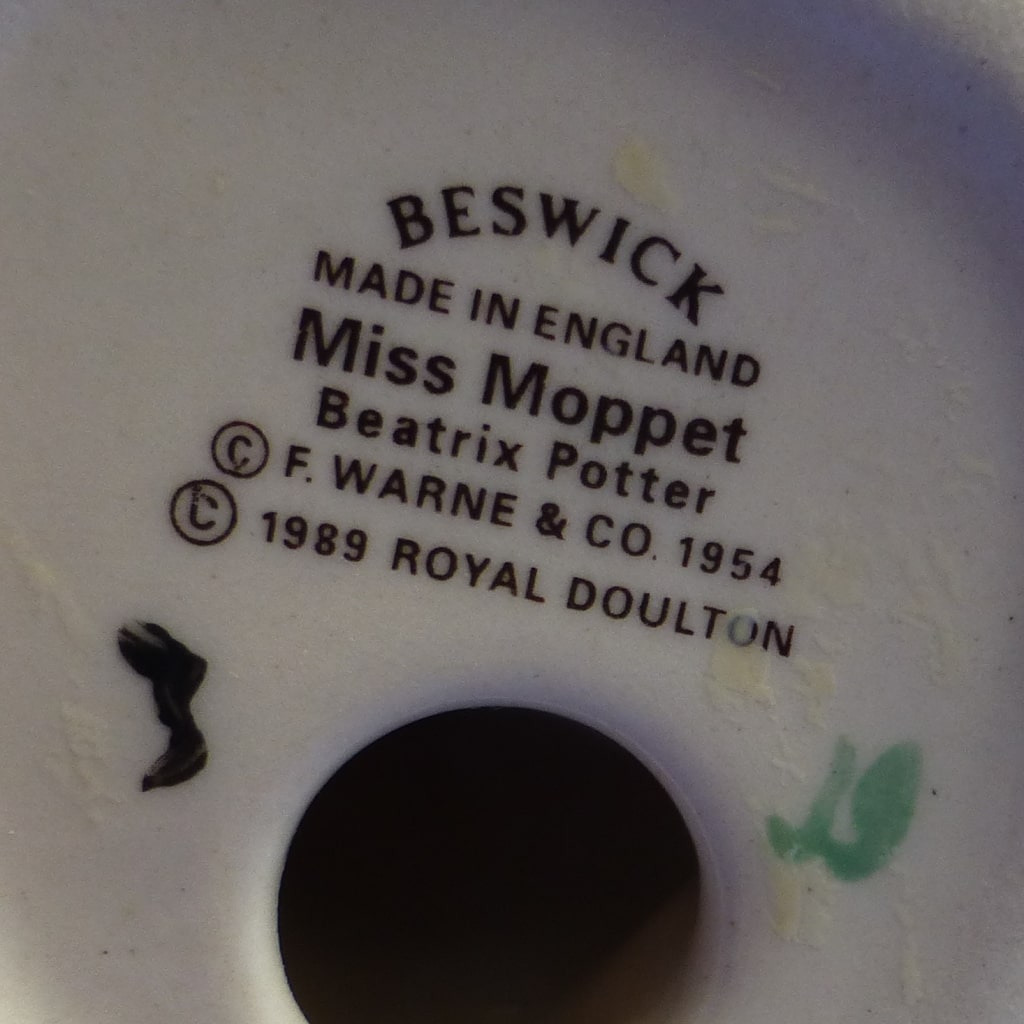 BESWICK
MADE IN ENGLAND
Miss Moppet
Beatrix Potter
© F. WARNE & CO. 1954
© 1989 ROYAL DOULTON